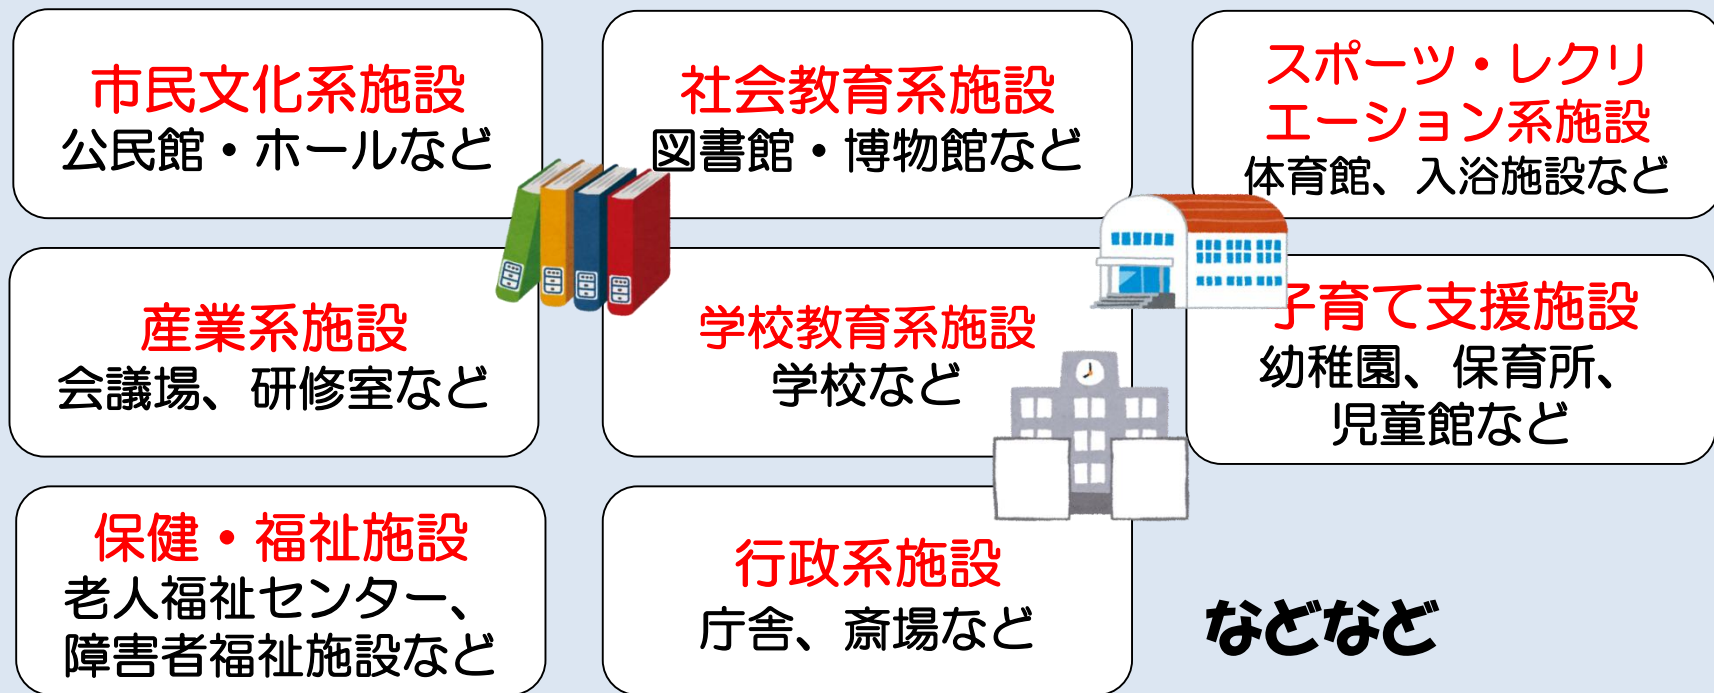 市民文化系施設
公民館・ホールなど
社会教育系施設
図書館・博物館など
スポーツ・レクリ
エーション系施設
体育館、入浴施設など
産業系施設
会議場、研修室など
学校教育系施設
学校など
子育て支援施設
幼稚園、保育所、
児童館など
保健・福祉施設
老人福祉センター、
障害者福祉施設など
行政系施設
庁舎、斎場など
などなど